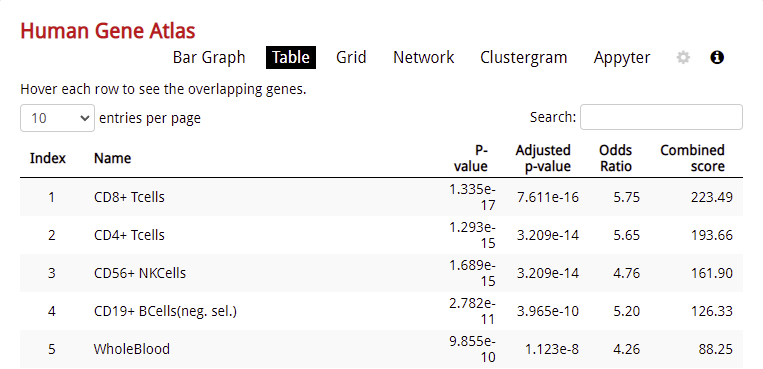 Human Gene Atlas
Bar Graph Table Grid Network Clustergram Appyter
Hover each row to see the overlapping genes.
10 entries per page Search:
Index Name P-value Adjusted p-value Odds Ratio Combined score
1 CD8+ Tcells 1.335e-17 7.611e-16 5.75 223.49
2 CD4+ Tcells 1.293e-15 3.209e-14 5.65 193.66
3 CD56+ NKCells 1.689e-15 3.209e-14 4.76 161.90
4 CD19+ BCells(neg. sel.) 2.782e-11 3.965e-10 5.20 126.33
5 WholeBlood 9.855e-10 1.123e-8 4.26 88.25